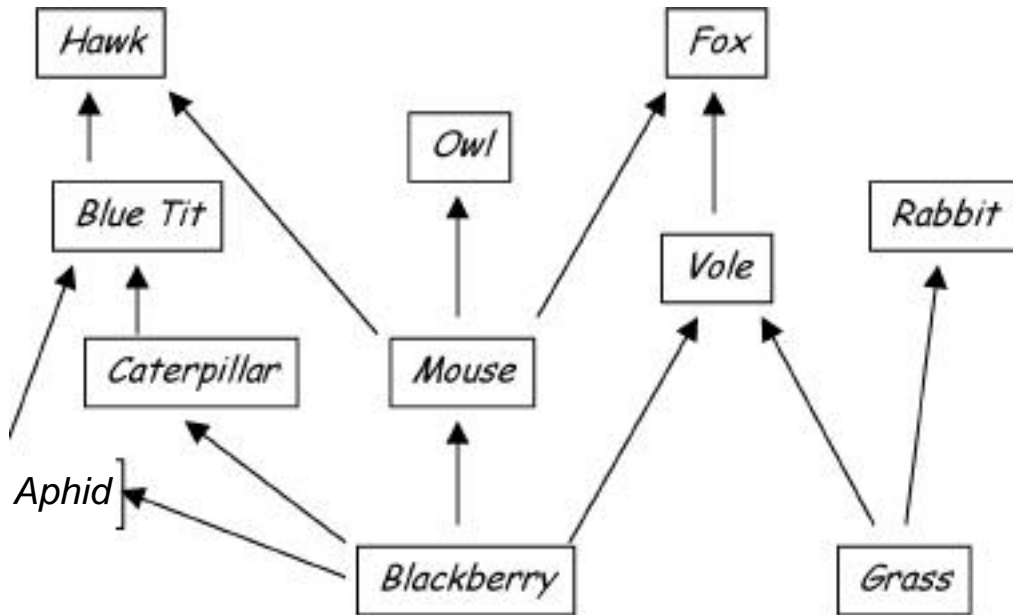 Hawk
Fox
Owl
Blue Tit
Rabbit
Vole
Caterpillar
Mouse
Aphid
Blackberry
Grass